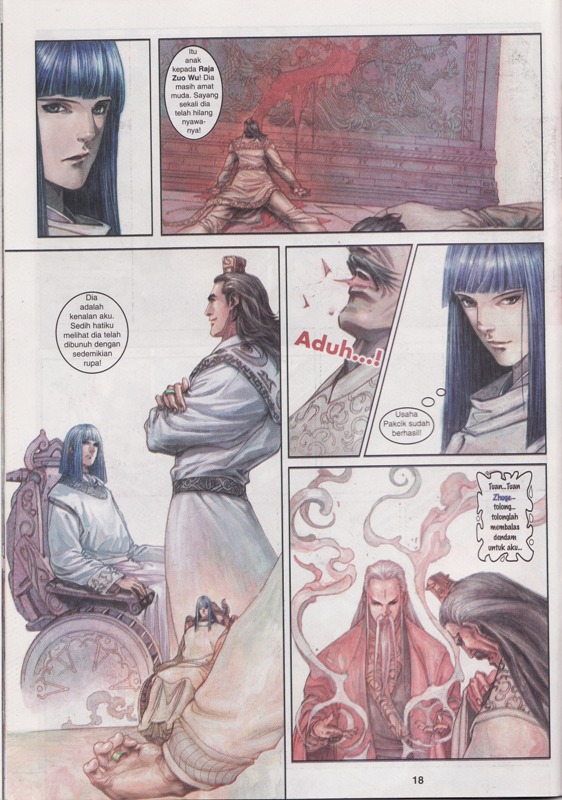 Itu
anak
kepada Raja
Zuo Wu! Dia
masih amat
muda. Sayang
sekali dia
telah hilang
nyawa-
nya!
Dia
adalah
kenalan aku.
Sedih hatiku
melihat dia telah
dibunuh dengan
sedemikian
rupa!
Aduh...!
Usaha
Pakcik sudah
berhasil!
Tuan...Tuan
Zhuge...
tolong...
tolonglah
membalas
dendam
untuk aku...
18